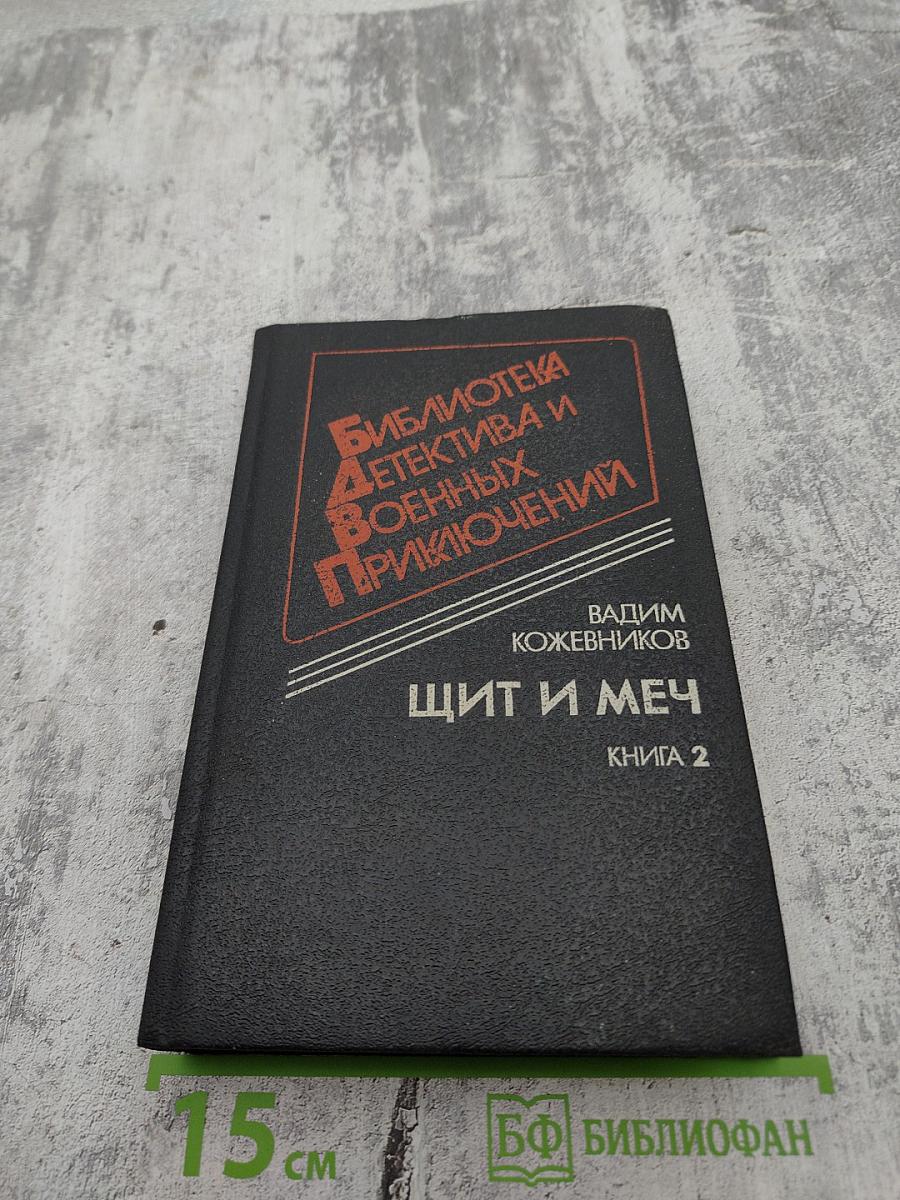 БИБЛИОТЕКА
ДЕТЕКТИВА И
ВОЕННЫХ
ПРИКЛЮЧЕНИЙ
ВАДИМ
КОЖЕВНИКОВ
ЩИТ И МЕЧ
КНИГА 2
15 СМ
БФ БИБЛИОФАН